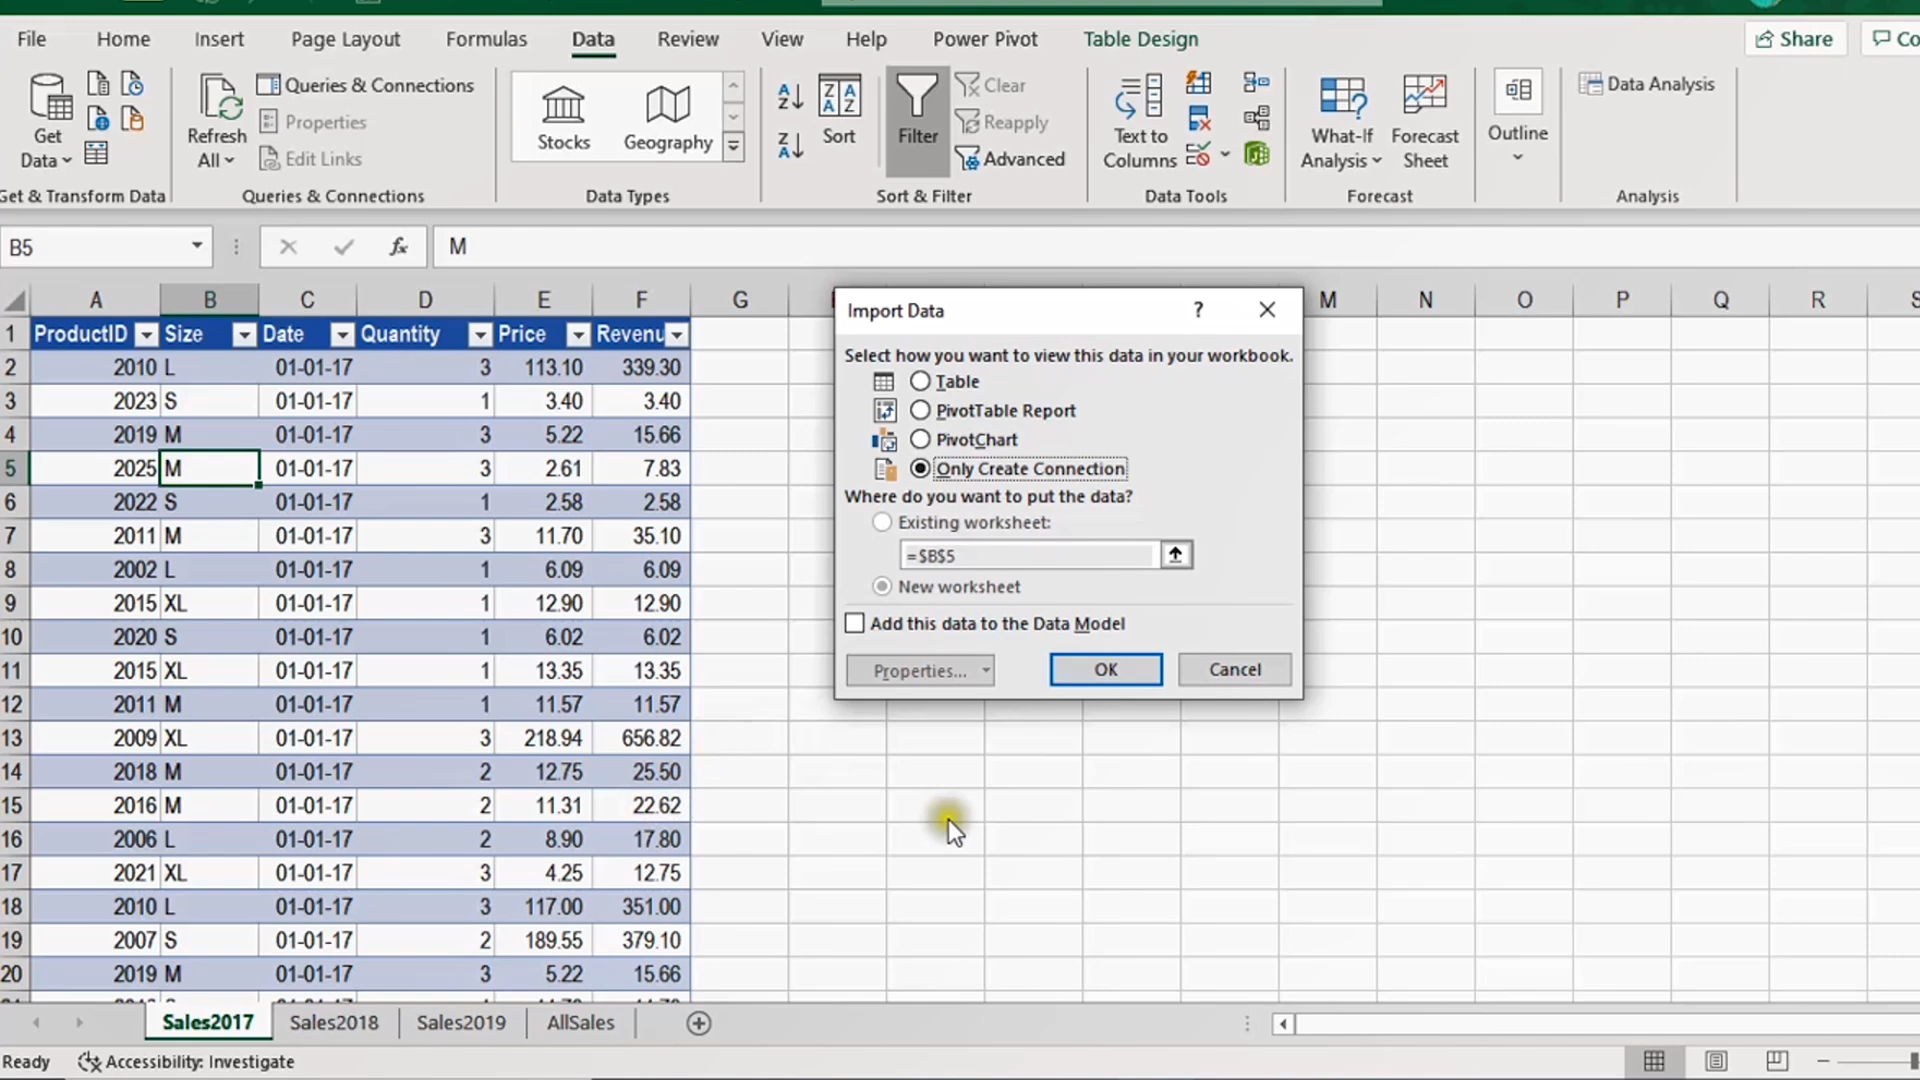 File Home Insert Page Layout Formulas Data Review View Help Power Pivot Table Design Share Co
Get Data
Refresh All
Queries & Connections
Properties
Edit Links
Stocks
Geography
Sort
Filter
Clear
Reapply
Advanced
Text to Columns
What-If Analysis
Forecast Sheet
Outline
Data Analysis
Get & Transform Data Queries & Connections Data Types Sort & Filter Data Tools Forecast Analysis
B5 fx M
A B C D E F G M N O P Q R S
1 ProductID Size Date Quantity Price Revenu
2 2010 L 01-01-17 3 113.10 339.30
3 2023 S 01-01-17 1 3.40 3.40
4 2019 M 01-01-17 3 5.22 15.66
5 2025 M 01-01-17 3 2.61 7.83
6 2022 S 01-01-17 1 2.58 2.58
7 2011 M 01-01-17 3 11.70 35.10
8 2002 L 01-01-17 1 6.09 6.09
9 2015 XL 01-01-17 1 12.90 12.90
10 2020 S 01-01-17 1 6.02 6.02
11 2015 XL 01-01-17 1 13.35 13.35
12 2011 M 01-01-17 1 11.57 11.57
13 2009 XL 01-01-17 3 218.94 656.82
14 2018 M 01-01-17 2 12.75 25.50
15 2016 M 01-01-17 2 11.31 22.62
16 2006 L 01-01-17 2 8.90 17.80
17 2021 XL 01-01-17 3 4.25 12.75
18 2010 L 01-01-17 3 117.00 351.00
19 2007 S 01-01-17 2 189.55 379.10
20 2019 M 01-01-17 3 5.22 15.66
Import Data ?
Select how you want to view this data in your workbook.
Table
PivotTable Report
PivotChart
Only Create Connection
Where do you want to put the data?
Existing worksheet:
=$B$5
New worksheet
Add this data to the Data Model
Properties... OK Cancel
Sales2017 Sales2018 Sales2019 AllSales
Ready Accessibility: Investigate